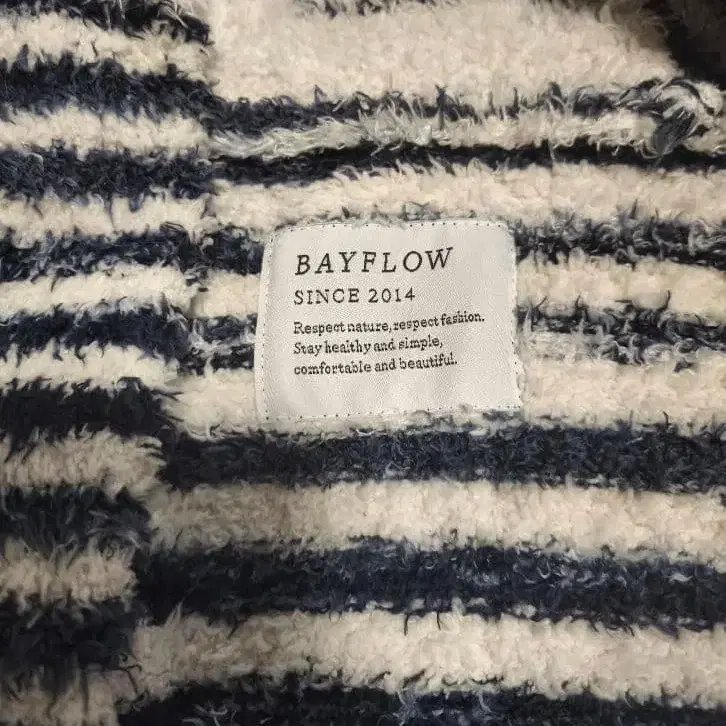 BAYFLOW
SINCE 2014
Respect nature, respect fashion.
Stay healthy and simple,
comfortable and beautiful.